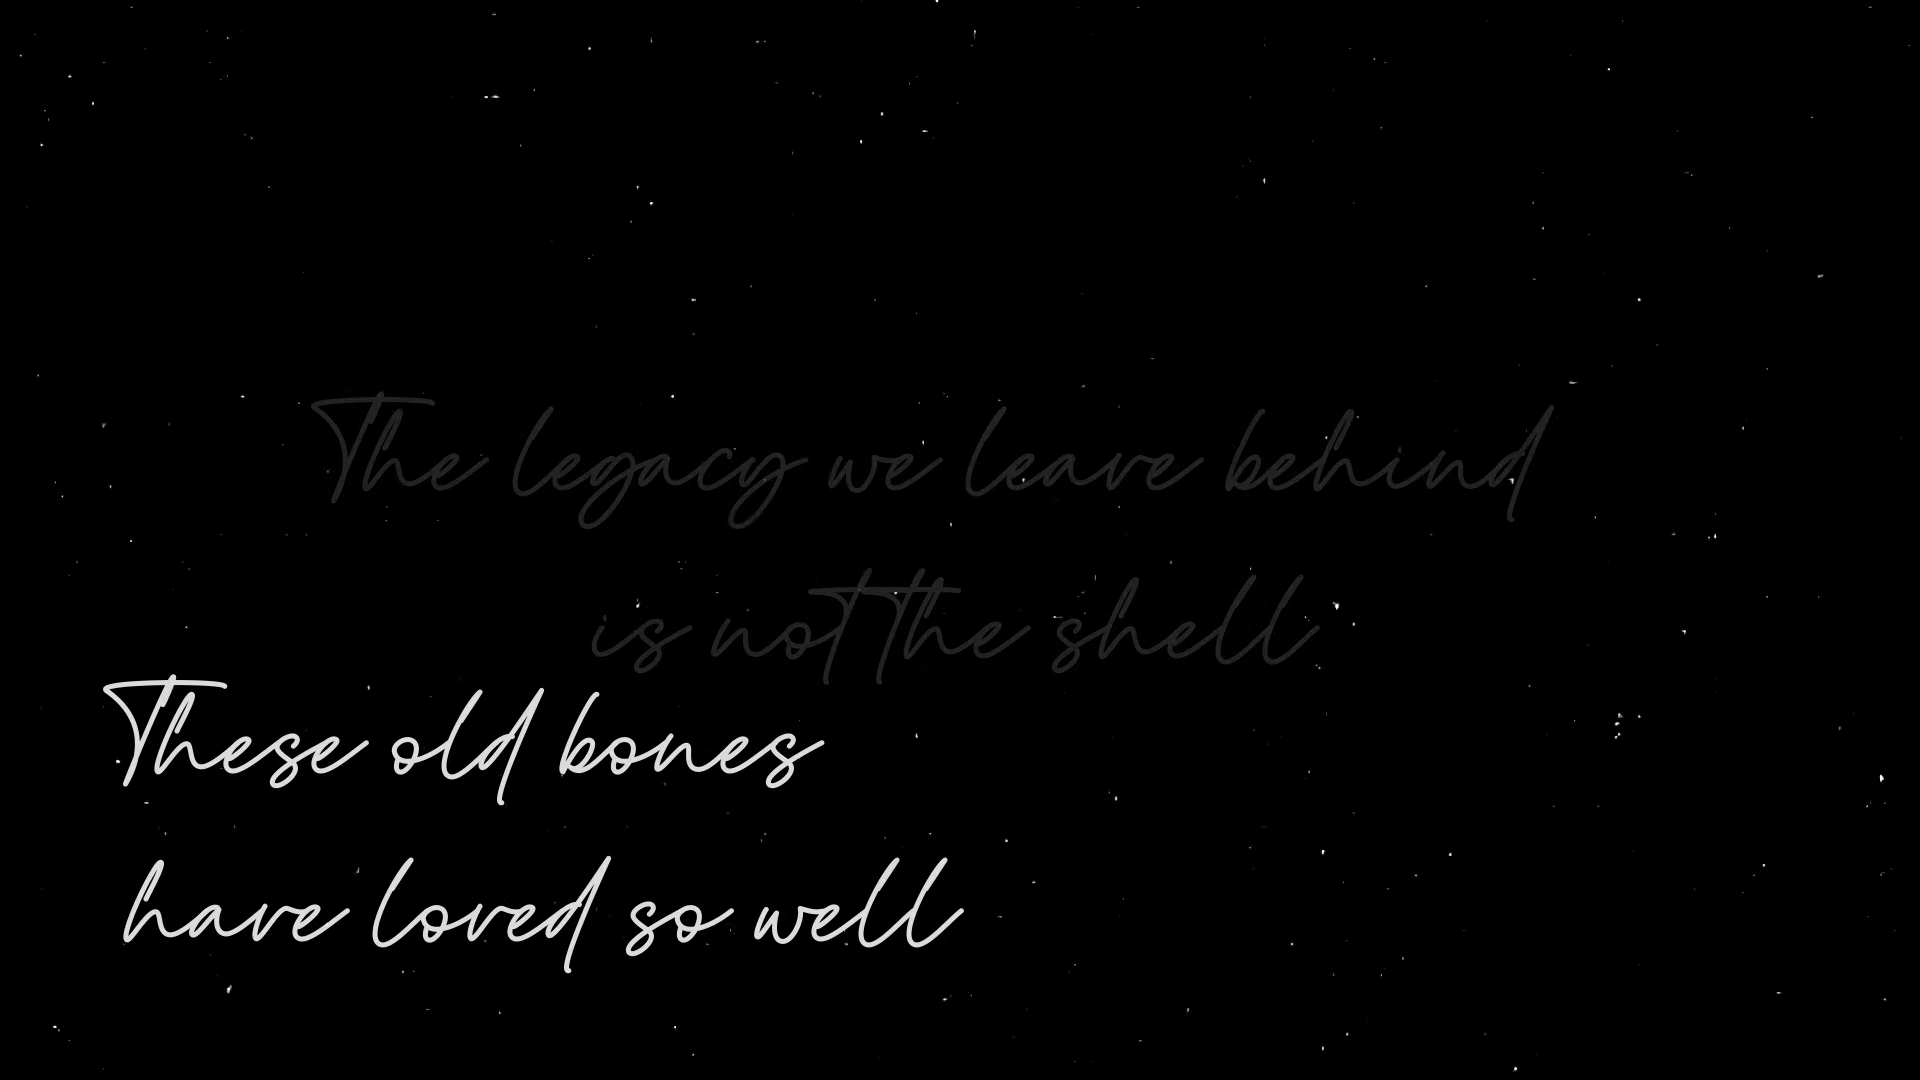 The legacy we leave behind
is not the shell
These old bones
have loved so well